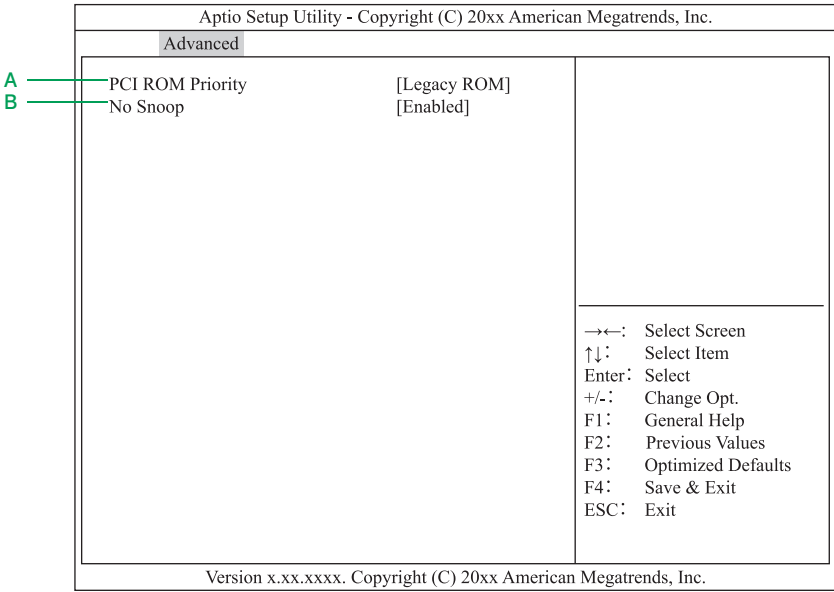 Aptio Setup Utility - Copyright (C) 20xx American Megatrends, Inc.
Advanced
A PCI ROM Priority [Legacy ROM]
B No Snoop [Enabled]
→←: Select Screen
↑↓: Select Item
Enter: Select
+/-: Change Opt.
F1: General Help
F2: Previous Values
F3: Optimized Defaults
F4: Save & Exit
ESC: Exit
Version x.xx.xxxx. Copyright (C) 20xx American Megatrends, Inc.